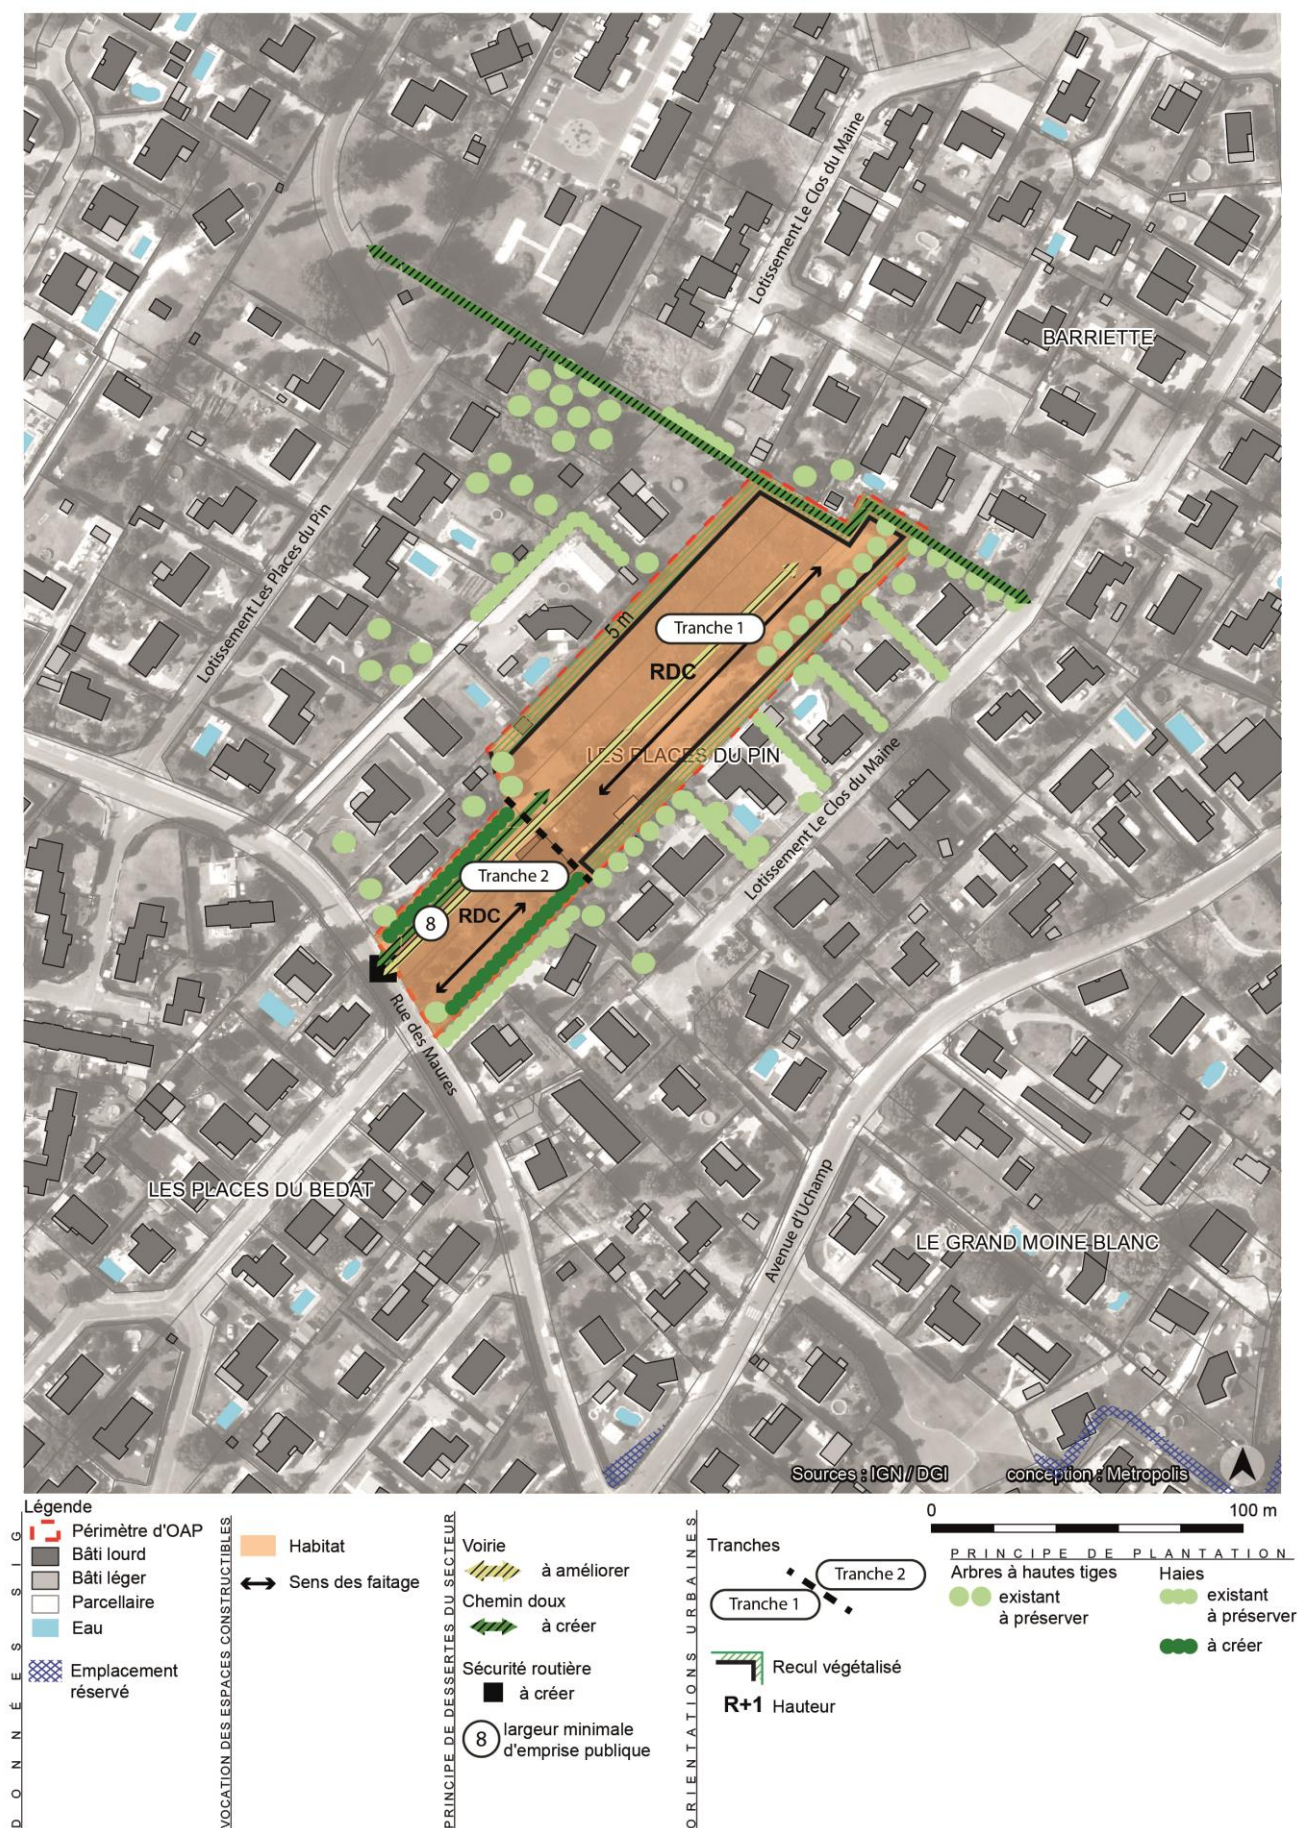 Lotissement Le Clos du Maine
BARRIETTE
Lotissement Les Places du Pin
5 m
Tranche 1
RDC
LES PLACES DU PIN
Lotissement Le Clos du Maine
Tranche 2
8
RDC
Rue des Maures
LES PLACES DU BEDAT
Avenue d'Uchamp
LE GRAND MOINE BLANC
Sources : IGN / DGI
conception : Metropolis
Légende
DONNÉES SIG
Périmètre d'OAP
Bâti lourd
Bâti léger
Parcellaire
Eau
Emplacement
réservé
VOCATION DES ESPACES CONSTRUCTIBLES
Habitat
Sens des faitage
PRINCIPE DE DESSERTES DU SECTEUR
Voirie
à améliorer
Chemin doux
à créer
Sécurité routière
à créer
8
largeur minimale
d'emprise publique
ORIENTATIONS URBAINES
Tranches
Tranche 2
Tranche 1
Recul végétalisé
R+1 Hauteur
0 100 m
PRINCIPE DE PLANTATION
Arbres à hautes tiges
existant
à préserver
Haies
existant
à préserver
à créer